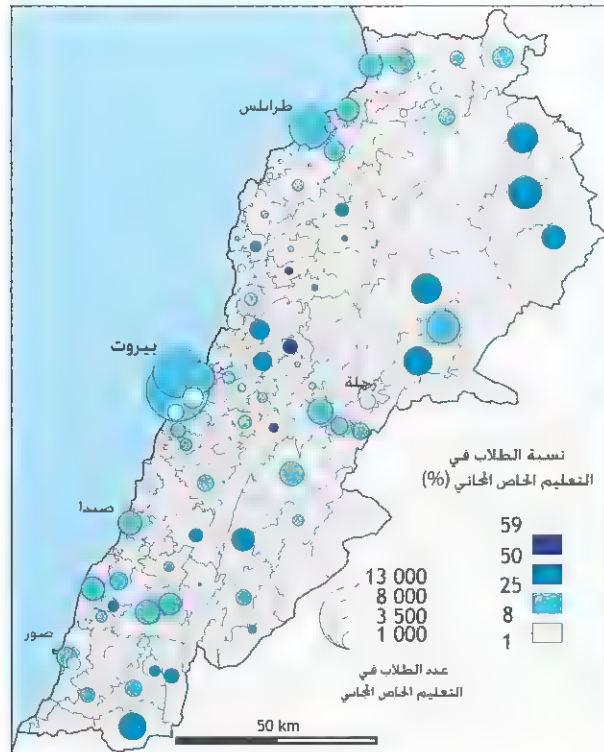 طرابلس
بيروت
زحلة
صيدا
صور
نسبة الطلاب في
التعليم الخاص المجاني (%)
59
50
25
8
1
13 000
8 000
3 500
1 000
عدد الطلاب في
التعليم الخاص المجاني
50 km